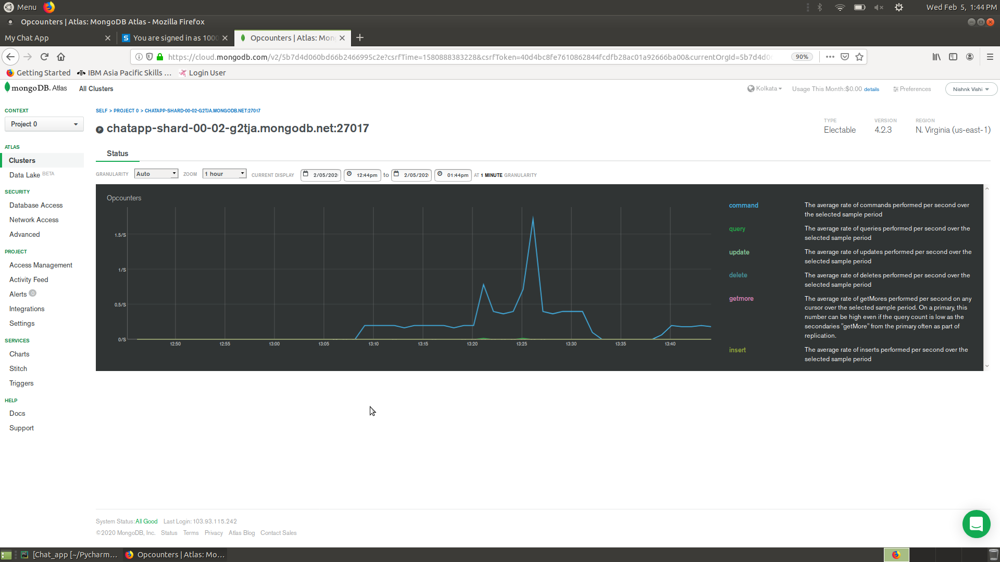 Menu
Wed Feb 5, 1:44 PM
Opcounters | Atlas: MongoDB Atlas - Mozilla Firefox
My Chat App
S You are signed in as 1000
Opcounters | Atlas: Mon
https://cloud.mongodb.com/v2/5b7d4d060bd66b2466995c2e?csrfTime=1580888383228&csrfToken=40d4bc8fe7610862844fcdfb28ac01a92666ba00&currentOrgId=5b7d4d0
90%
Getting Started
IBM Asia Pacific Skills ...
Login User
mongoDB. Atlas
All Clusters
Kolkata
Usage This Month:$0.00 details
Preferences
Nishnk Vishi
CONTEXT
Project 0
ATLAS
Clusters
Data Lake BETA
SECURITY
Database Access
Network Access
Advanced
PROJECT
Access Management
Activity Feed
Alerts 0
Integrations
Settings
SERVICES
Charts
Stitch
Triggers
HELP
Docs
Support
SELF > PROJECT 0 > CHATAPP-SHARD-00-02-G2TJA.MONGODB.NET:27017
P chatapp-shard-00-02-g2tja.mongodb.net:27017
TYPE
Electable
VERSION
4.2.3
REGION
N. Virginia (us-east-1)
Status
GRANULARITY Auto ZOOM 1 hour CURRENT DISPLAY 2/05/202 12:44pm to 2/05/202 01:44pm AT 1 MINUTE GRANULARITY
Opcounters
1.5/S
1/S
0.5/S
0/S
12:50 12:55 13:00 13:05 13:10 13:15 13:20 13:25 13:30 13:35 13:40
command
The average rate of commands performed per second over
the selected sample period
query
The average rate of queries performed per second over the
selected sample period
update
The average rate of updates performed per second over the
selected sample period
delete
The average rate of deletes performed per second over the
selected sample period
getmore
The average rate of getMores performed per second on any
cursor over the selected sample period. On a primary, this
number can be high even if the query count is low as the
secondaries "getMore" from the primary often as part of
replication.
insert
The average rate of inserts performed per second over the
selected sample period
System Status: All Good Last Login: 103.93.115.242
©2020 MongoDB, Inc. Status Terms Privacy Atlas Blog Contact Sales
[Chat_app [~/Pycharm...
Opcounters | Atlas: Mo...